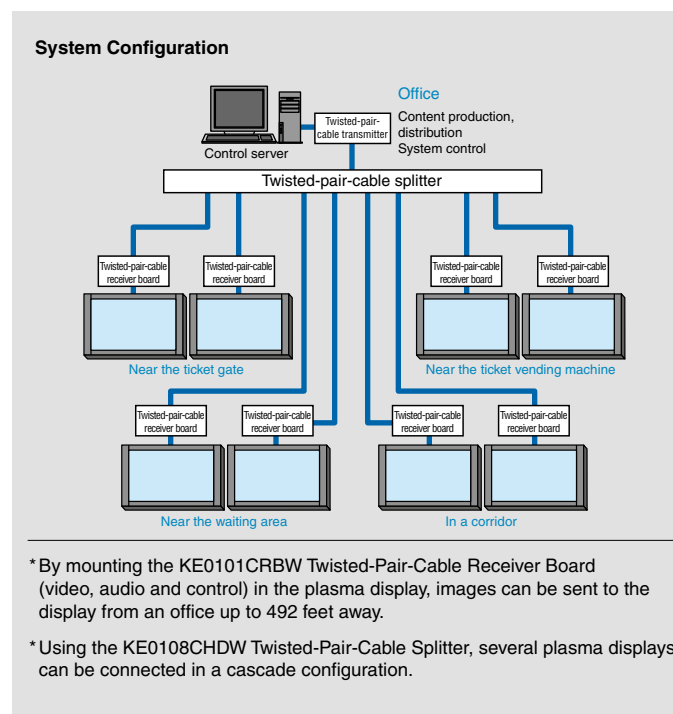 System Configuration
Office
Content production,
distribution
System control
Twisted-pair-
cable transmitter
Control server
Twisted-pair-cable splitter
Twisted-pair-cable
receiver board
Twisted-pair-cable
receiver board
Twisted-pair-cable
receiver board
Twisted-pair-cable
receiver board
Near the ticket gate
Near the ticket vending machine
Twisted-pair-cable
receiver board
Twisted-pair-cable
receiver board
Twisted-pair-cable
receiver board
Twisted-pair-cable
receiver board
Near the waiting area
In a corridor
* By mounting the KE0101CRBW Twisted-Pair-Cable Receiver Board
(video, audio and control) in the plasma display, images can be sent to the
display from an office up to 492 feet away.
* Using the KE0108CHDW Twisted-Pair-Cable Splitter, several plasma displays
can be connected in a cascade configuration.